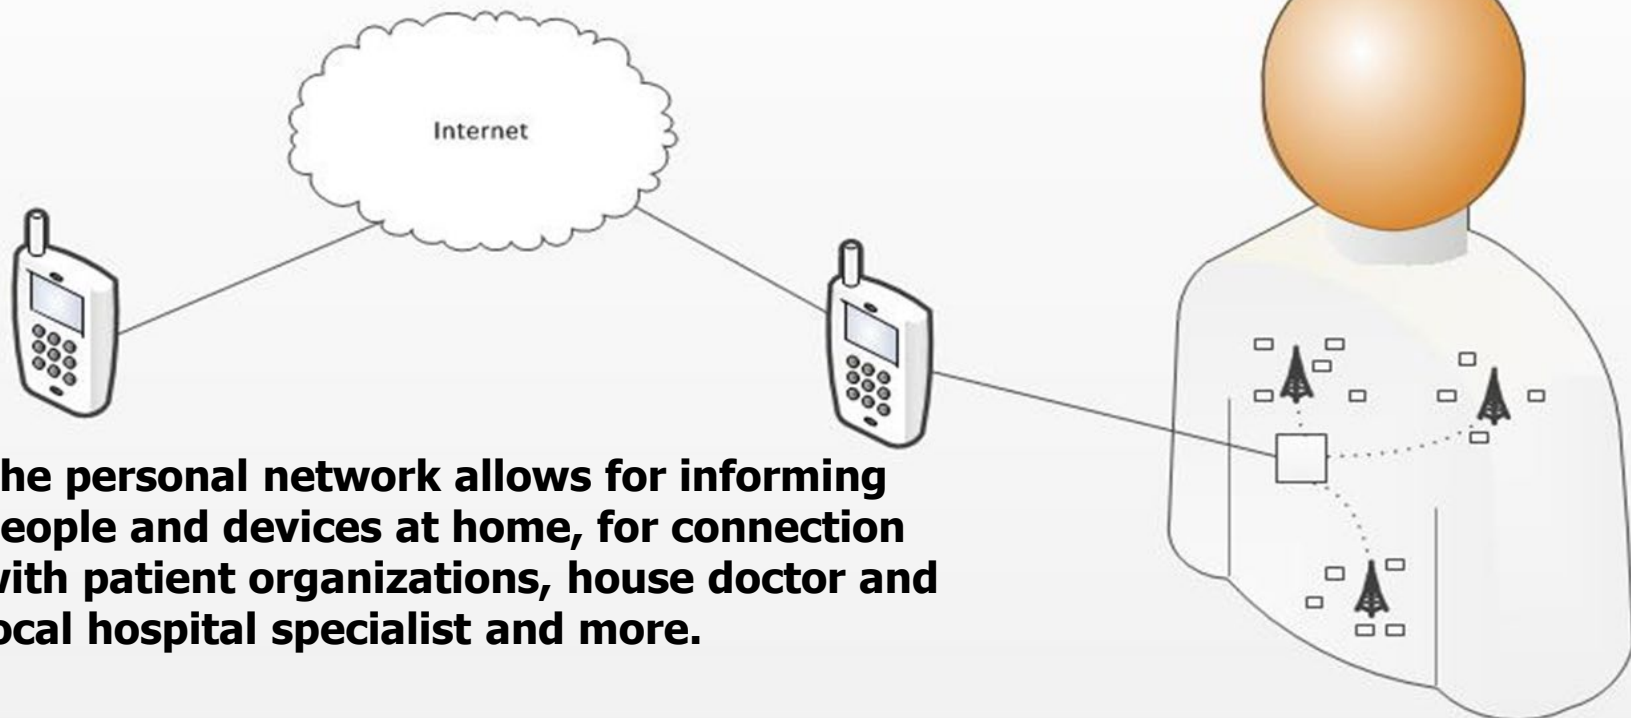 Internet
he personal network allows for informing
eople and devices at home, for connection
vith patient organizations, house doctor and
ocal hospital specialist and more.